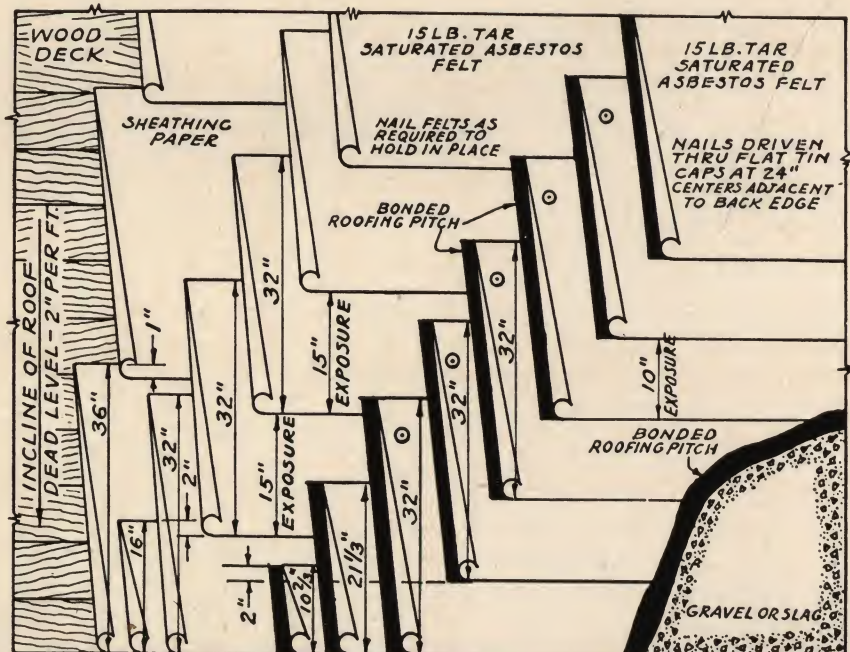 WOOD
DECK
15 LB. TAR
SATURATED ASBESTOS
FELT
15 LB. TAR
SATURATED
ASBESTOS FELT
SHEATHING
PAPER
NAIL FELTS AS
REQUIRED TO
HOLD IN PLACE
NAILS DRIVEN
THRU FLAT TIN
CAPS AT 24"
CENTERS ADJACENT
TO BACK EDGE
BONDED
ROOFING PITCH
INCLINE OF ROOF
DEAD LEVEL - 2" PER FT.
1"
32"
15"
EXPOSURE
32"
10"
EXPOSURE
36"
32"
32"
32"
2"
15"
EXPOSURE
BONDED
ROOFING PITCH
16"
32"
21 1/3"
2"
10 2/3"
GRAVEL OR SLAG